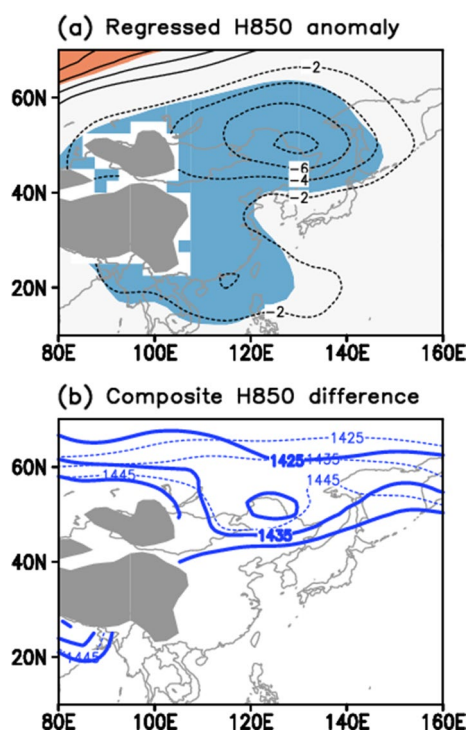 (a) Regressed H850 anomaly
-2
60N
-6
-4
40N
-2
20N
-2
80E 100E 120E 140E 160E
(b) Composite H850 difference
1425
60N 1425 1435
1445 1445
1435
40N
20N 1445
80E 100E 120E 140E 160E